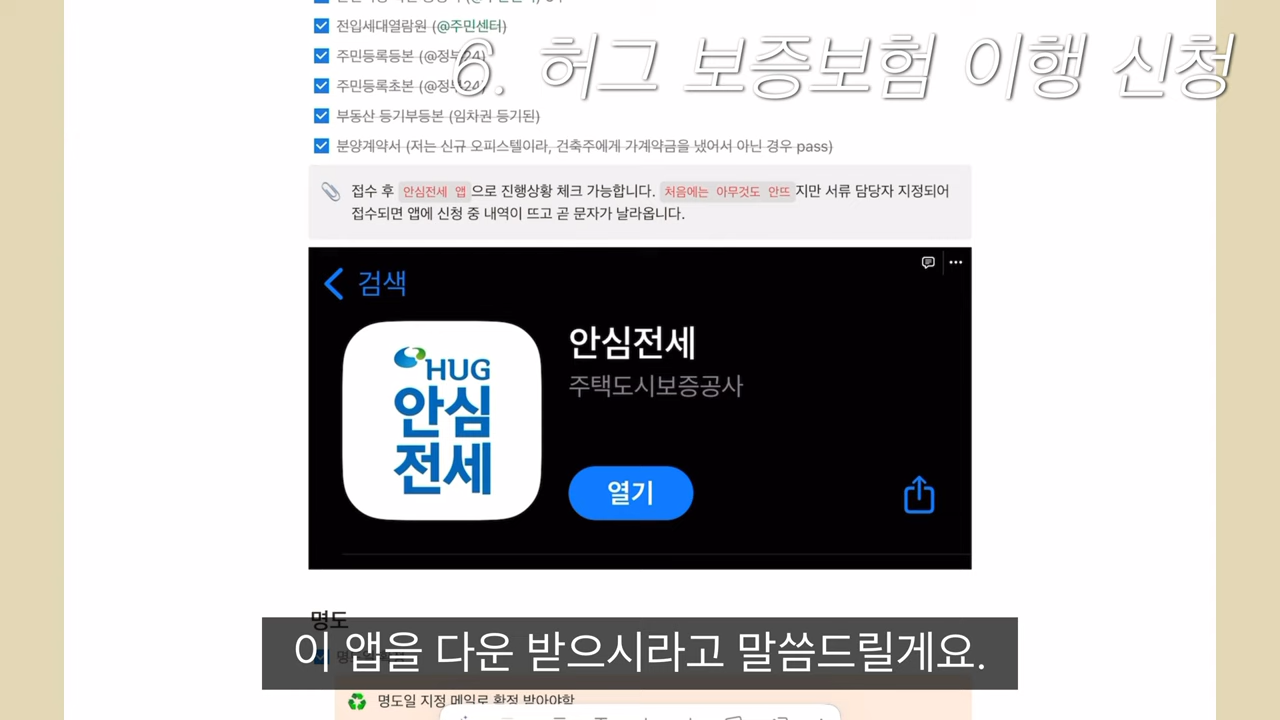 전입세대열람원 (@주민센터)
6. 허그 보증보험 이행 신청
주민등록등본 (@정부24)
주민등록초본 (@정부24)
부동산 등기부등본 (임차권 등기된)
분양계약서 (저는 신규 오피스텔이라, 건축주에게 가계약금을 냈어서 아닌 경우 pass)
접수 후 안심전세 앱으로 진행상황 체크 가능합니다. 처음에는 아무것도 안뜨지만 서류 담당자 지정되어
접수되면 앱에 신청 중 내역이 뜨고 곧 문자가 날라옵니다.
검색
안심전세
주택도시보증공사
HUG
안심
전세
열기
명도
이 앱을 다운 받으시라고 말씀드릴게요.
명도일 지정 메일로 확정 받아야함